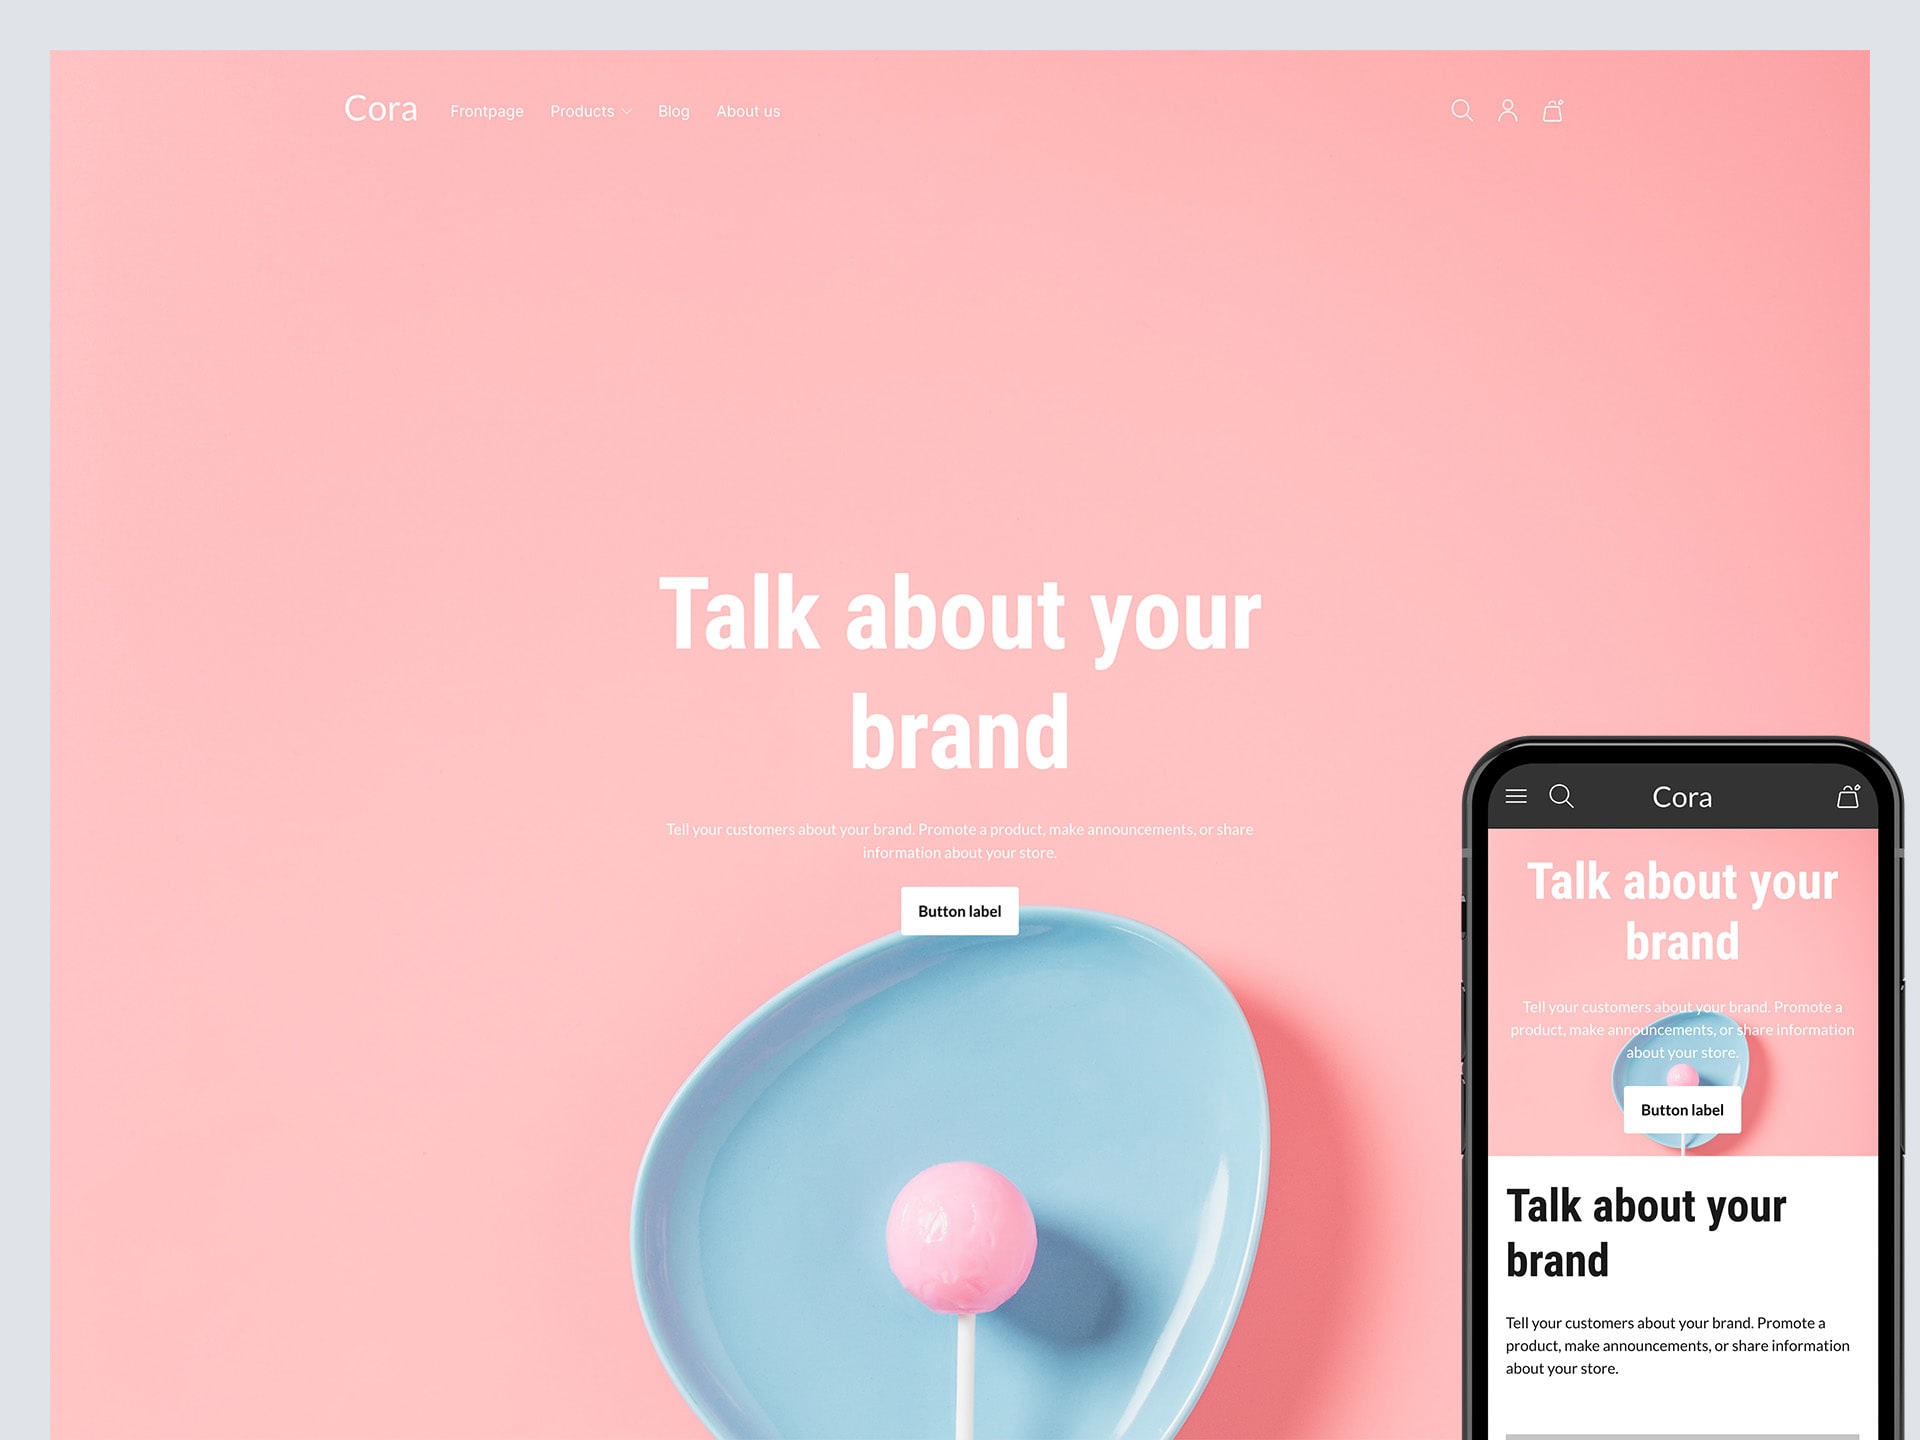 Cora Frontpage Products Blog About us
Talk about your
brand
Tell your customers about your brand. Promote a product, make announcements, or share
information about your store.
Button label
Cora
Talk about your
brand
Tell your customers about your brand. Promote a
product, make announcements, or share information
about your store.
Button label
Talk about your
brand
Tell your customers about your brand. Promote a
product, make announcements, or share information
about your store.